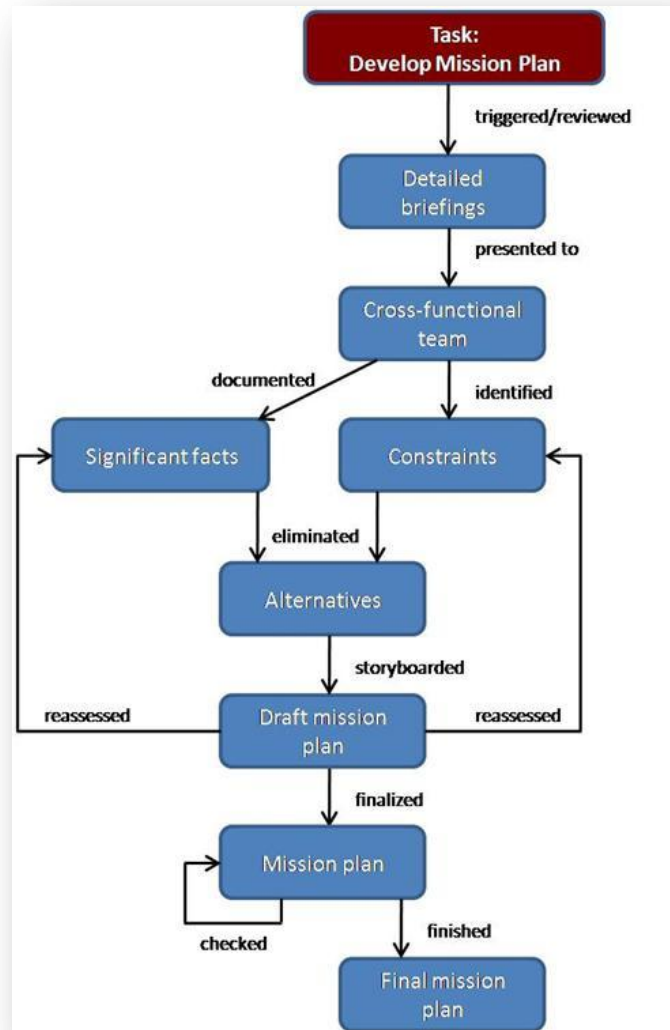 Task:
Develop Mission Plan
triggered/reviewed
Detailed
briefings
presented to
Cross-functional
team
documented
identified
Significant facts
Constraints
eliminated
Alternatives
storyboarded
reassessed
Draft mission
plan
reassessed
finalized
Mission plan
checked
finished
Final mission
plan